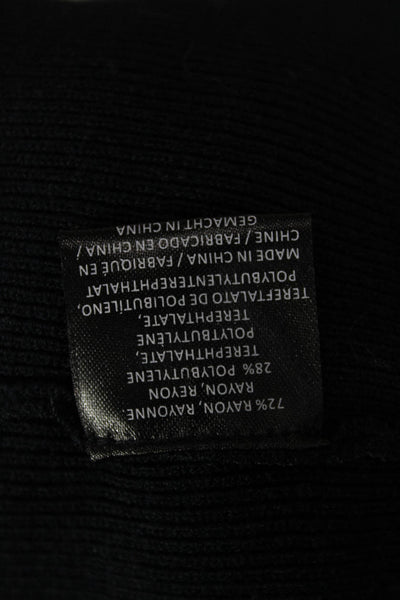 72% RAYON, RAYONNE,
RAYON, REYON
28% POLYBUTYLENE
TEREPHTHALATE,
POLYBUTYLÈNE
TEREPHTALATE,
TEREFTALATO DE POLIBUTILENO,
POLYBUTYLENTEREPHTHALAT
MADE IN CHINA / FABRIQUÉ EN
CHINE / FABRICADO EN CHINA /
GEMACHT IN CHINA